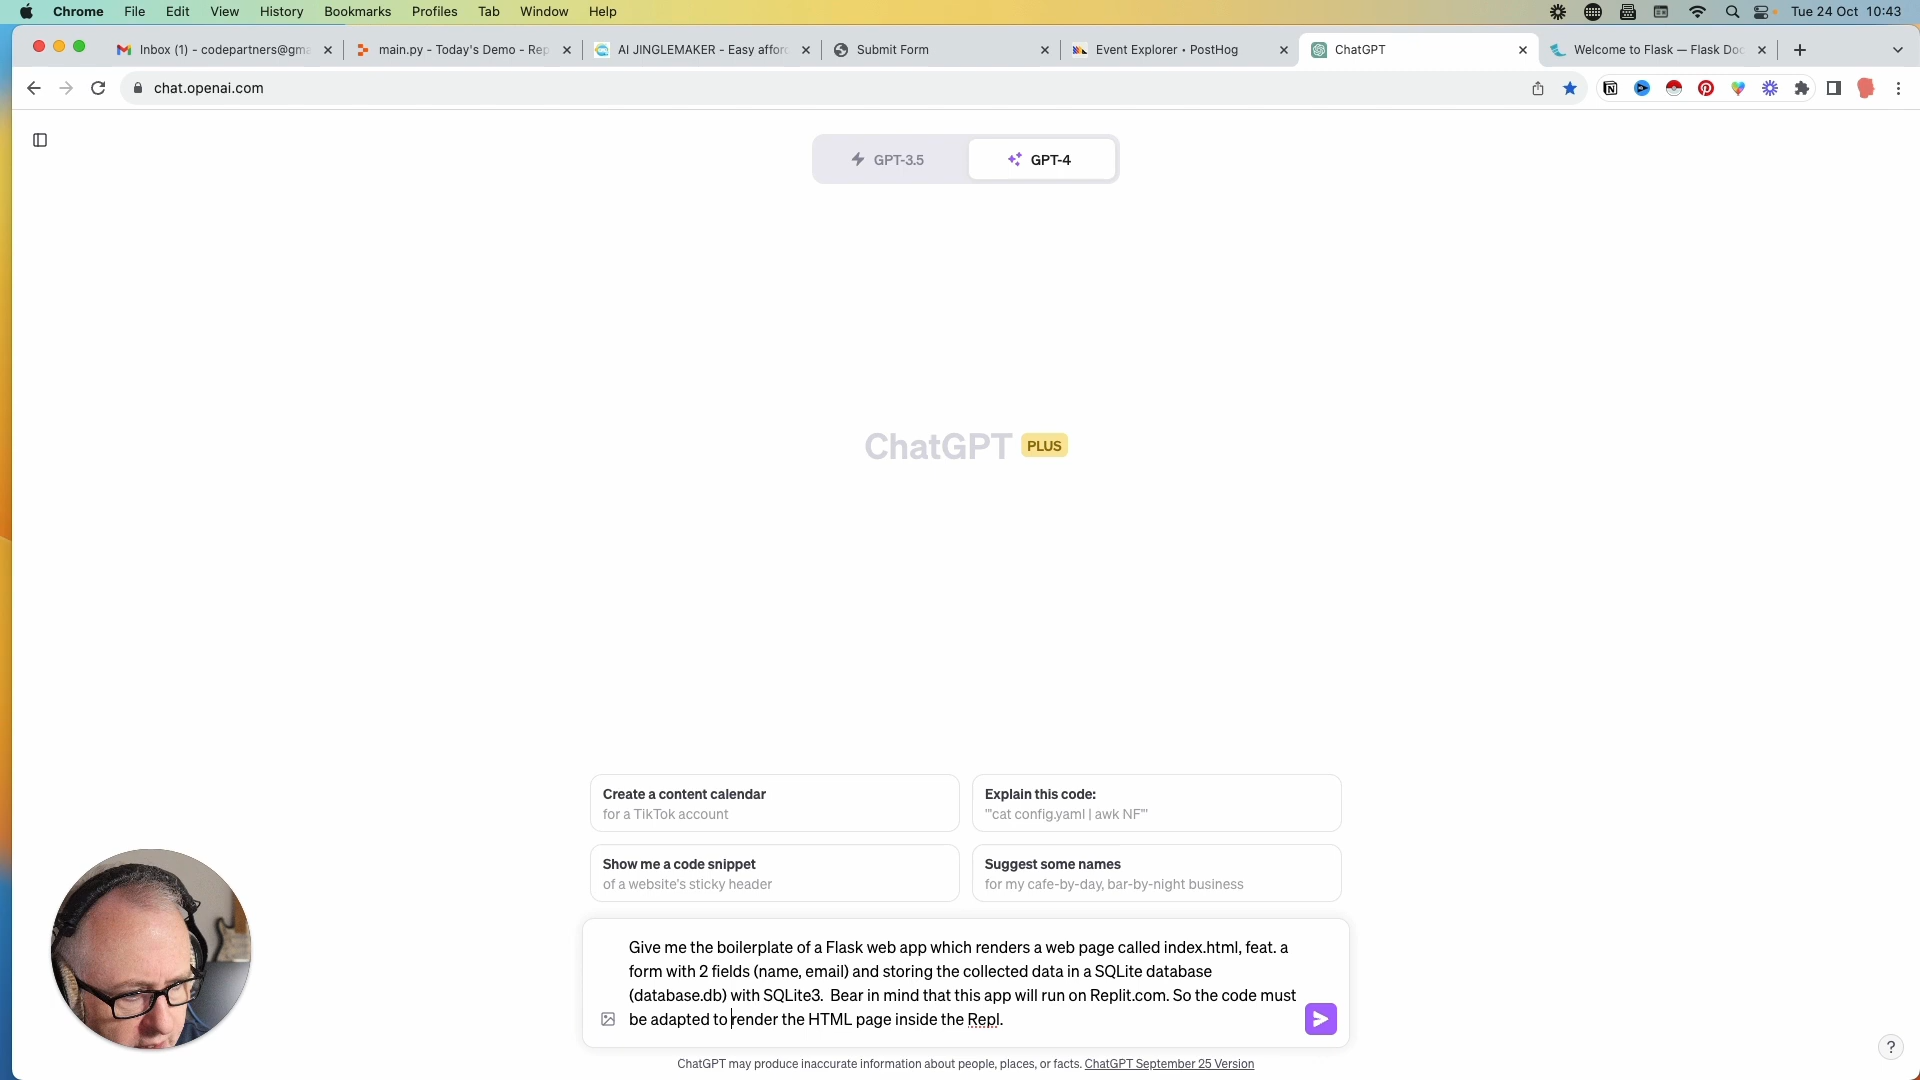 Chrome File Edit View History Bookmarks Profiles Tab Window Help Tue 24 Oct 10:43
Inbox (1) - codepartners@gma main.py - Today's Demo - Rep AI JINGLEMAKER - Easy affor Submit Form Event Explorer • PostHog ChatGPT Welcome to Flask — Flask Doc
chat.openai.com
GPT-3.5 GPT-4
ChatGPT PLUS
Create a content calendar
for a TikTok account
Explain this code:
"'cat config.yaml | awk NF'"
Show me a code snippet
of a website's sticky header
Suggest some names
for my cafe-by-day, bar-by-night business
Give me the boilerplate of a Flask web app which renders a web page called index.html, feat. a
form with 2 fields (name, email) and storing the collected data in a SQLite database
(database.db) with SQLite3.  Bear in mind that this app will run on Replit.com. So the code must
be adapted to render the HTML page inside the Repl.
ChatGPT may produce inaccurate information about people, places, or facts. ChatGPT September 25 Version
?